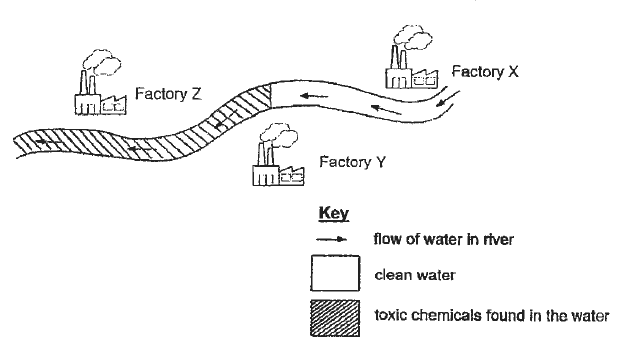 Factory X
Factory Z
Factory Y
Key
flow of water in river
clean water
toxic chemicals found in the water